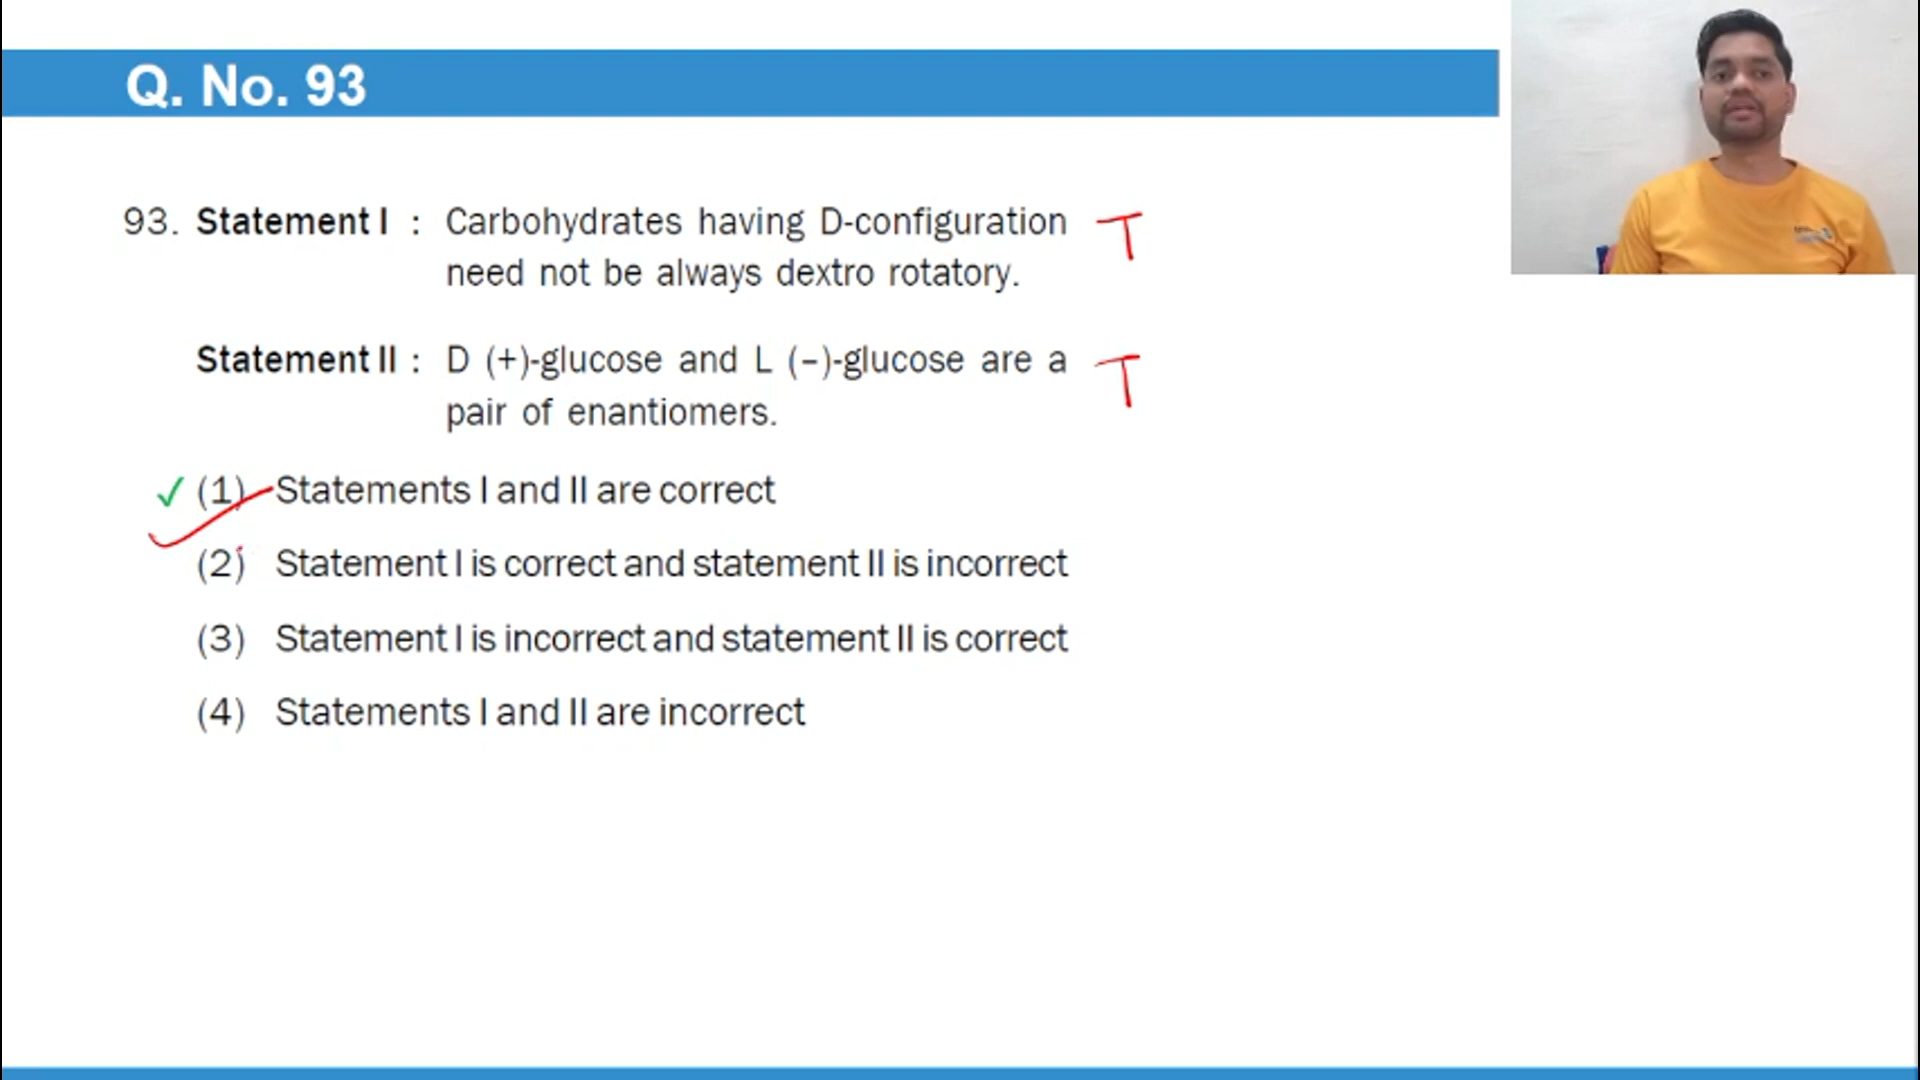 Q. No. 93
93. Statement I : Carbohydrates having D-configuration T
need not be always dextro rotatory.
Statement II : D (+)-glucose and L (–)-glucose are a T
pair of enantiomers.
✓ (1) Statements I and II are correct
(2) Statement I is correct and statement II is incorrect
(3) Statement I is incorrect and statement II is correct
(4) Statements I and II are incorrect